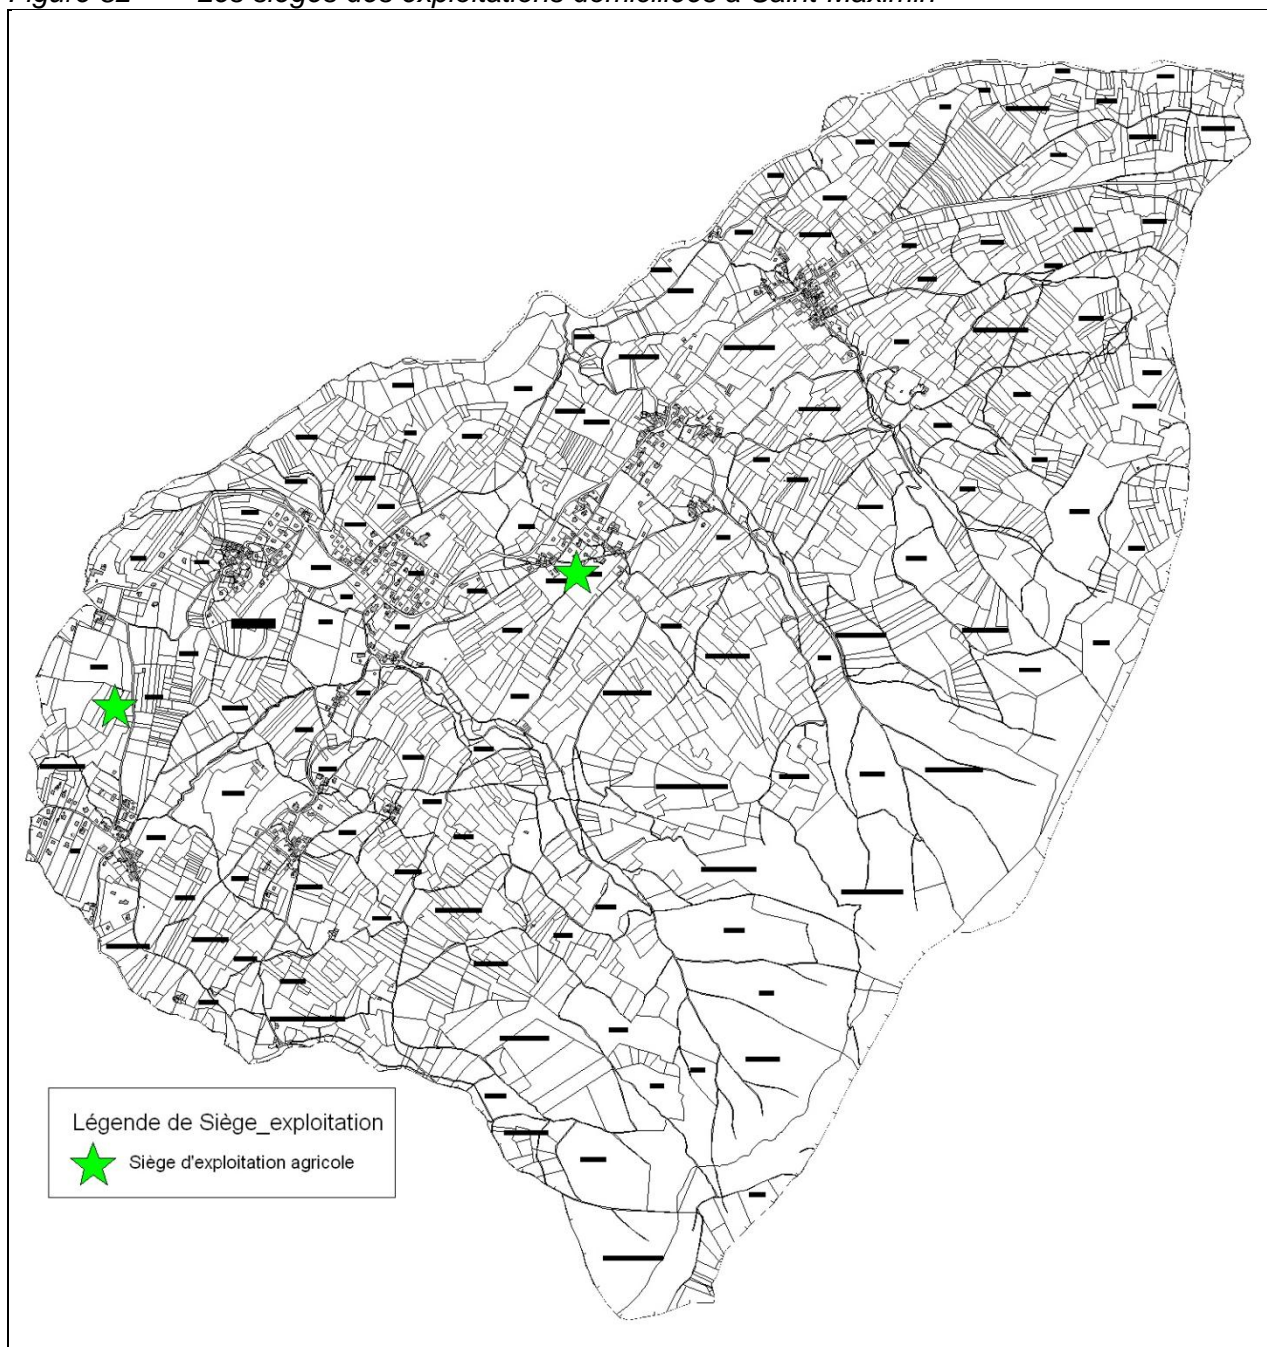 Les sièges des exploitations domiciliées à Saint-Maximin
Légende de Siège_exploitation
Siège d'exploitation agricole